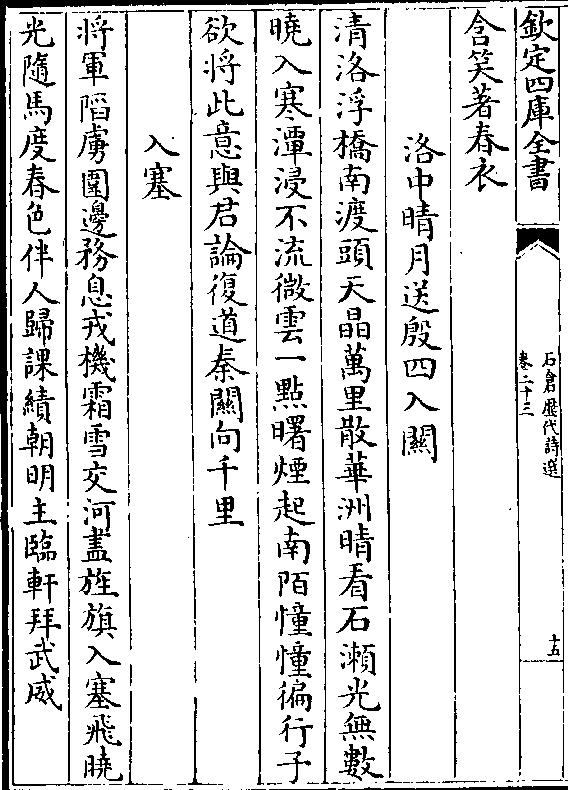 欽定四庫全書
石倉歷代詩選
卷二十三
十五
含笑著春衣
洛中晴月送殷四入關
清洛浮橋南渡頭天晶萬里散華洲晴看石瀨光無數
曉入寒潭浸不流微雲一點曙煙起南陌憧憧徧行子
欲將此意與君論復道秦關向千里
入塞
將軍陷虜圍邊務息戎機霜雪交河盡旌旗入塞飛曉
光隨馬度春色伴人歸課績朝明主臨軒拜武威